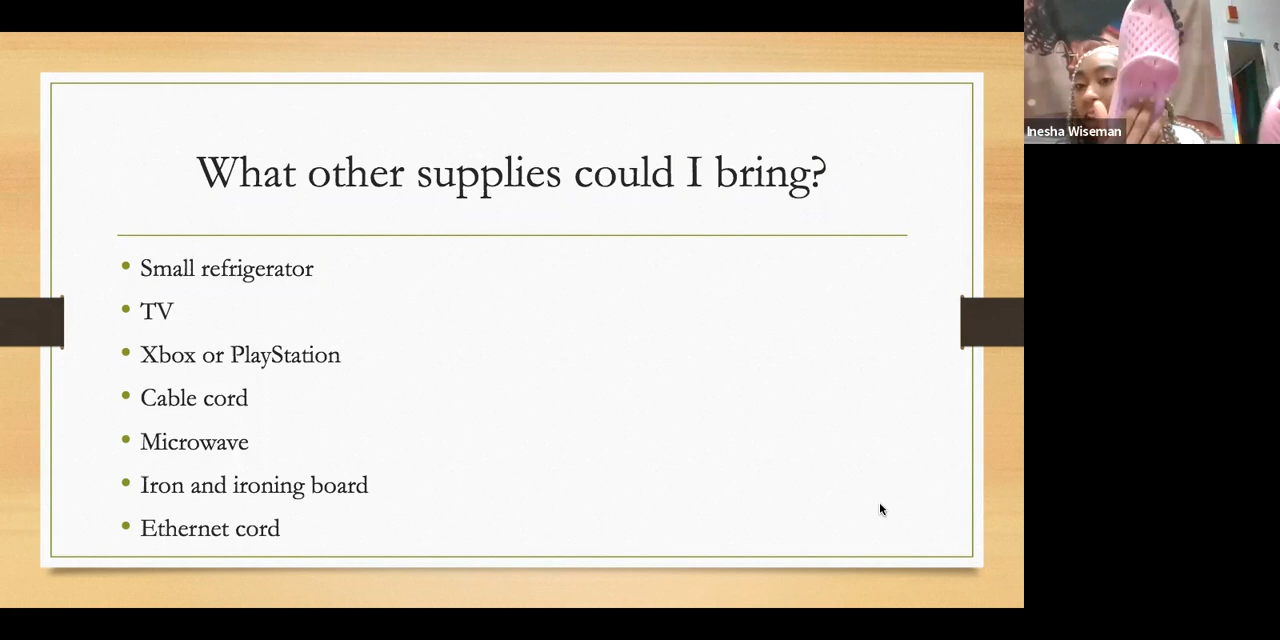 What other supplies could I bring?
Small refrigerator
TV
Xbox or PlayStation
Cable cord
Microwave
Iron and ironing board
Ethernet cord
Inesha Wiseman